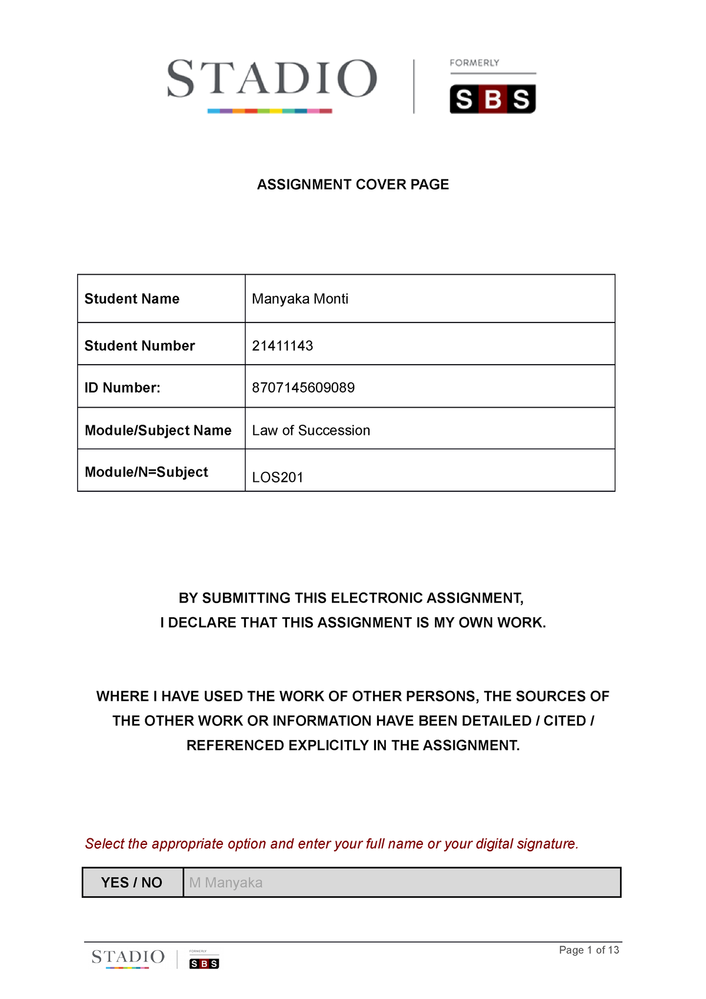 STADIO
FORMERLY
SBS
ASSIGNMENT COVER PAGE
Student Name Manyaka Monti
Student Number 21411143
ID Number: 8707145609089
Module/Subject Name Law of Succession
Module/N=Subject LOS201
BY SUBMITTING THIS ELECTRONIC ASSIGNMENT,
I DECLARE THAT THIS ASSIGNMENT IS MY OWN WORK.
WHERE I HAVE USED THE WORK OF OTHER PERSONS, THE SOURCES OF
THE OTHER WORK OR INFORMATION HAVE BEEN DETAILED / CITED /
REFERENCED EXPLICITLY IN THE ASSIGNMENT.
Select the appropriate option and enter your full name or your digital signature.
YES / NO M Manyaka
STADIO
FORMERLY
SBS
Page 1 of 13